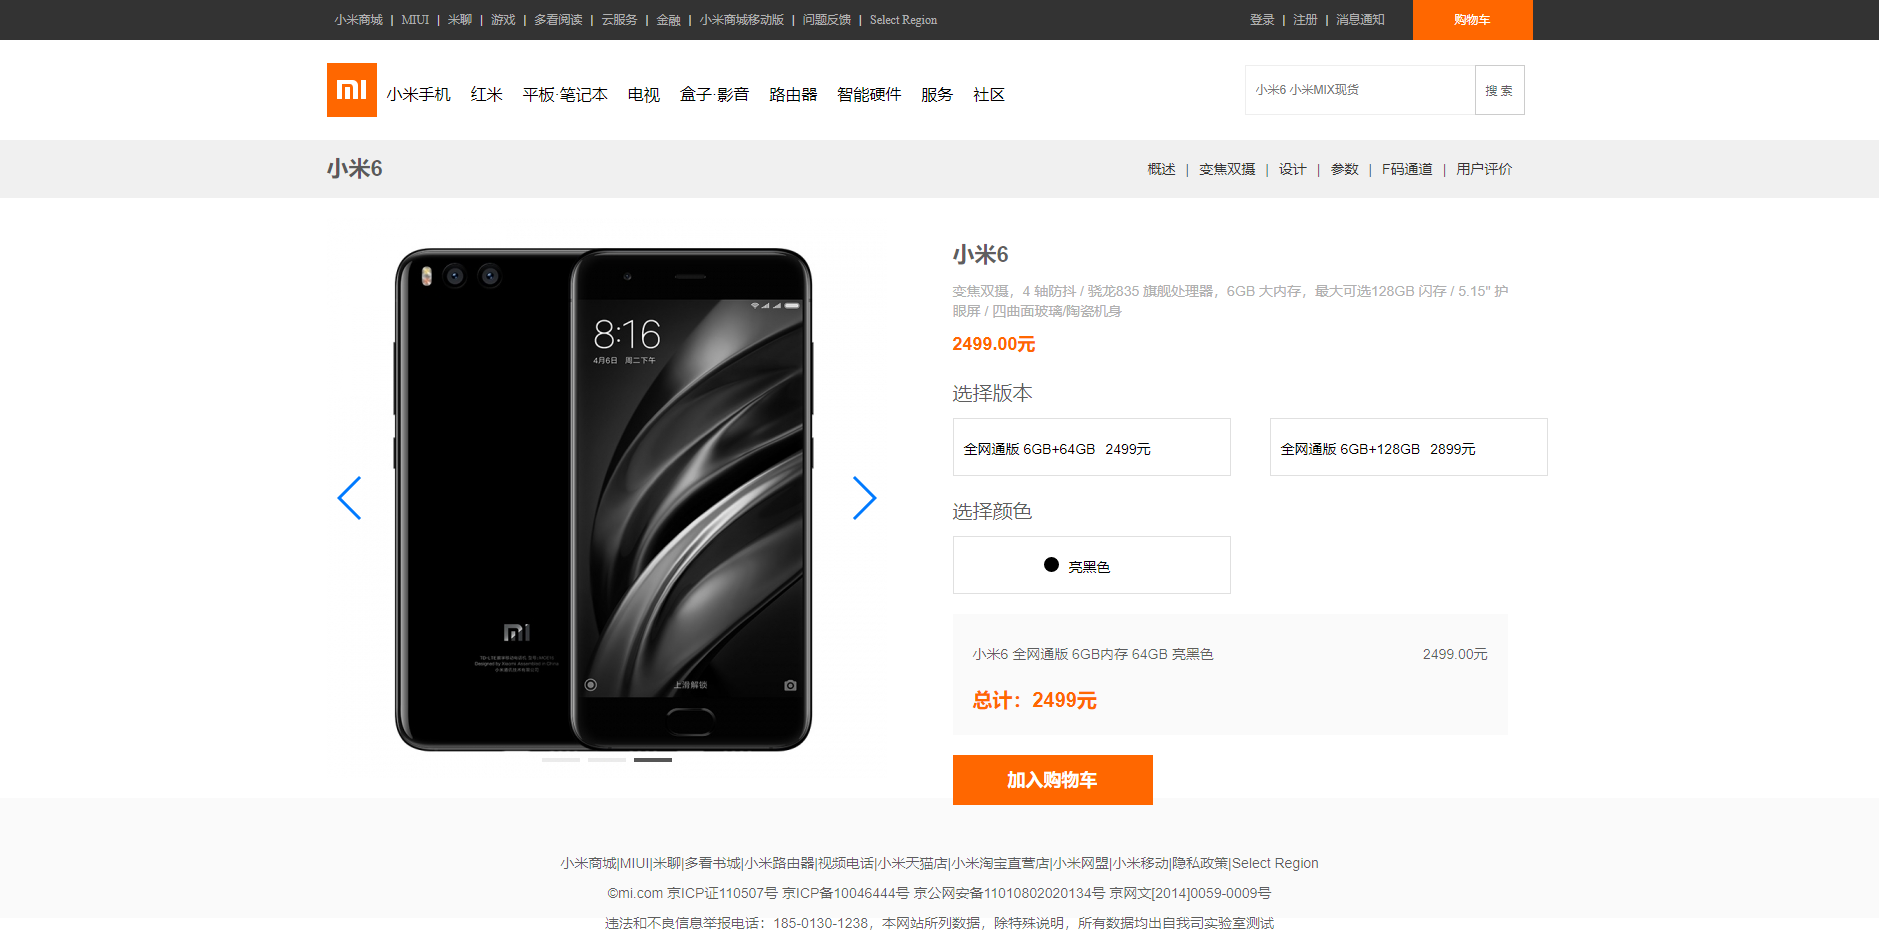 小米商城 | MIUI | 米聊 | 游戏 | 多看阅读 | 云服务 | 金融 | 小米商城移动版 | 问题反馈 | Select Region
登录 | 注册 | 消息通知
购物车
小米手机 红米 平板·笔记本 电视 盒子·影音 路由器 智能硬件 服务 社区
小米6 小米MIX现货
搜 索
小米6
概述 | 变焦双摄 | 设计 | 参数 | F码通道 | 用户评价
8:16
4月6日 周二下午
上滑解锁
小米6
变焦双摄，4 轴防抖 / 骁龙835 旗舰处理器，6GB 大内存，最大可选128GB 闪存 / 5.15" 护
眼屏 / 四曲面玻璃/陶瓷机身
2499.00元
选择版本
全网通版 6GB+64GB 2499元
全网通版 6GB+128GB 2899元
选择颜色
亮黑色
小米6 全网通版 6GB内存 64GB 亮黑色
2499.00元
总计：2499元
加入购物车
小米商城|MIUI|米聊|多看书城|小米路由器|视频电话|小米天猫店|小米淘宝直营店|小米网盟|小米移动|隐私政策|Select Region
©mi.com 京ICP证110507号 京ICP备10046444号 京公网安备11010802020134号 京网文[2014]0059-0009号
违法和不良信息举报电话：185-0130-1238，本网站所列数据，除特殊说明，所有数据均出自我司实验室测试